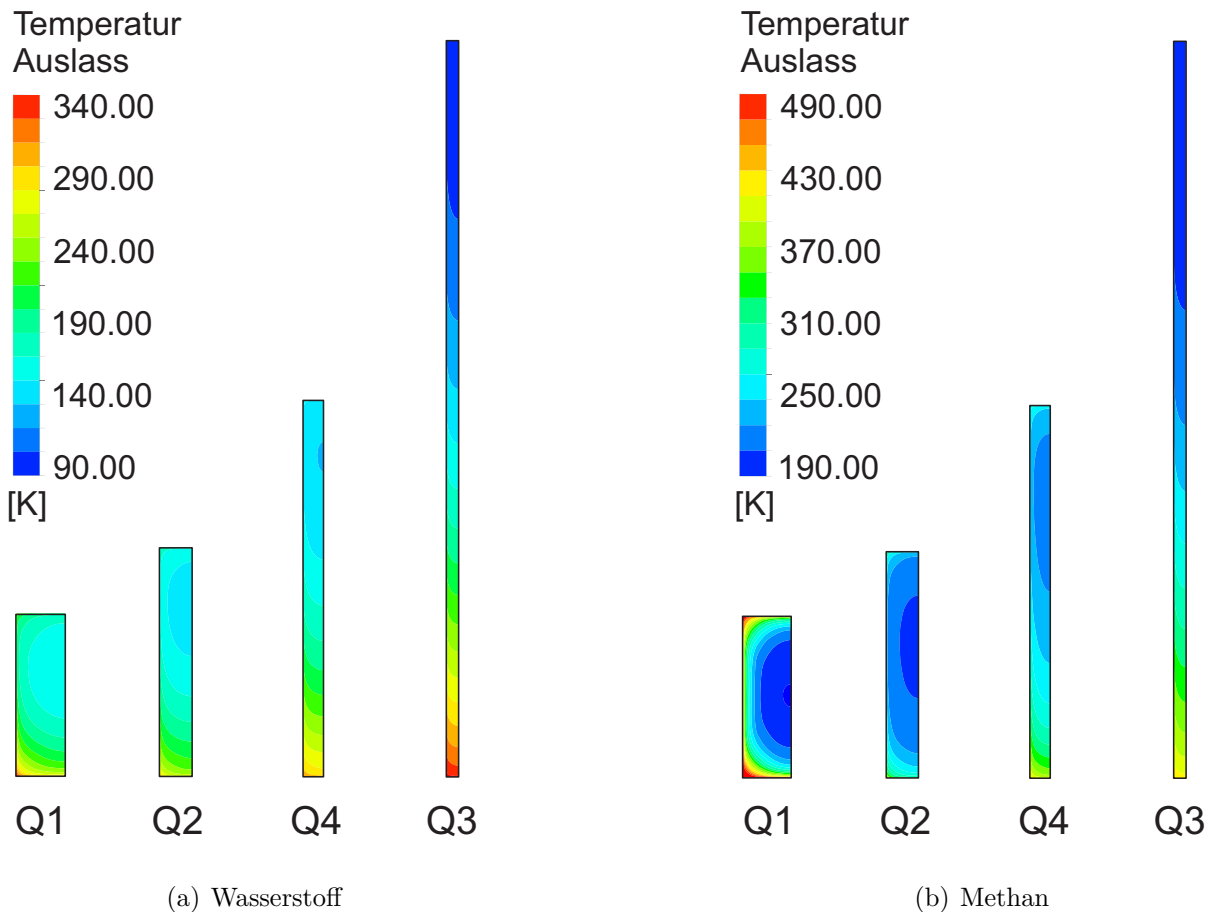 Temperatur
Auslass
340.00
290.00
240.00
190.00
140.00
90.00
[K]
Q1 Q2 Q4 Q3
(a) Wasserstoff
Temperatur
Auslass
490.00
430.00
370.00
310.00
250.00
190.00
[K]
Q1 Q2 Q4 Q3
(b) Methan